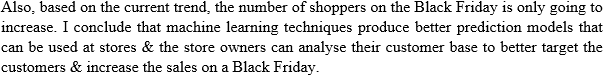 Also, based on the current trend, the number of shoppers on the Black Friday is only going to
increase. I conclude that machine learning techniques produce better prediction models that
can be used at stores & the store owners can analyse their customer base to better target the
customers & increase the sales on a Black Friday.